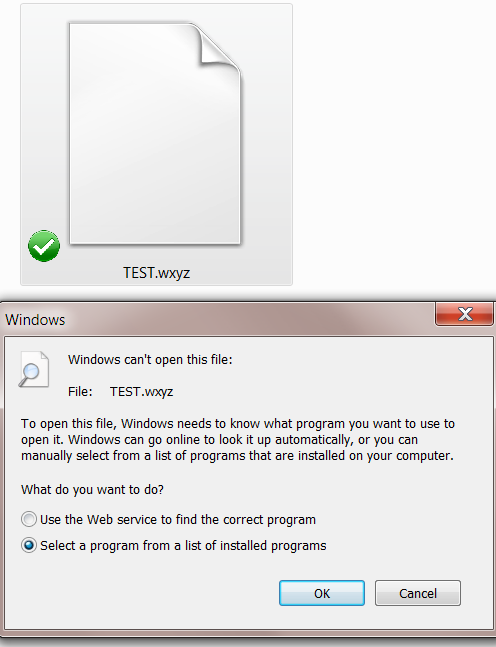 TEST.wxyz
Windows
Windows can't open this file:
File: TEST.wxyz
To open this file, Windows needs to know what program you want to use to
open it. Windows can go online to look it up automatically, or you can
manually select from a list of programs that are installed on your computer.
What do you want to do?
Use the Web service to find the correct program
Select a program from a list of installed programs
OK Cancel